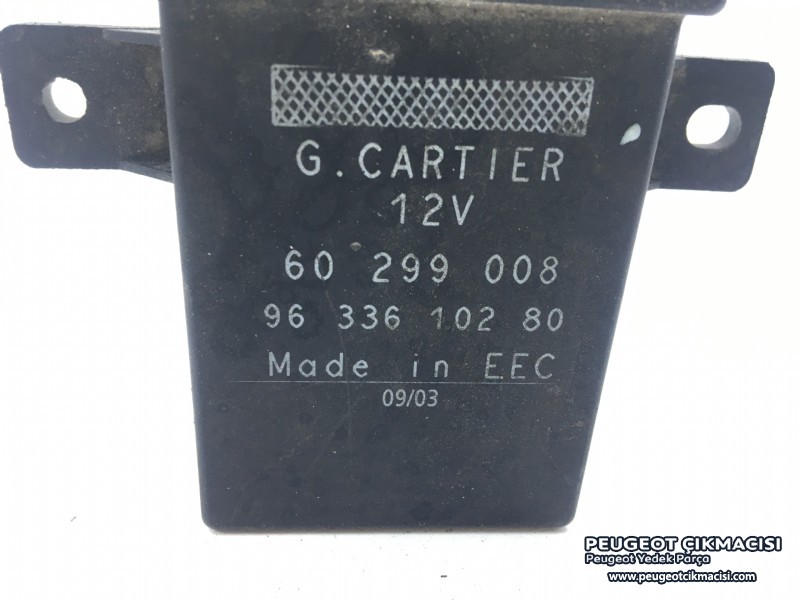 G. CARTIER
12V
60 299 008
96 336 102 80
Made in EEC
09/03
PEUGEOT ÇIKMACISI
Peugeot Yedek Parça
www.peugeotcikmacisi.com